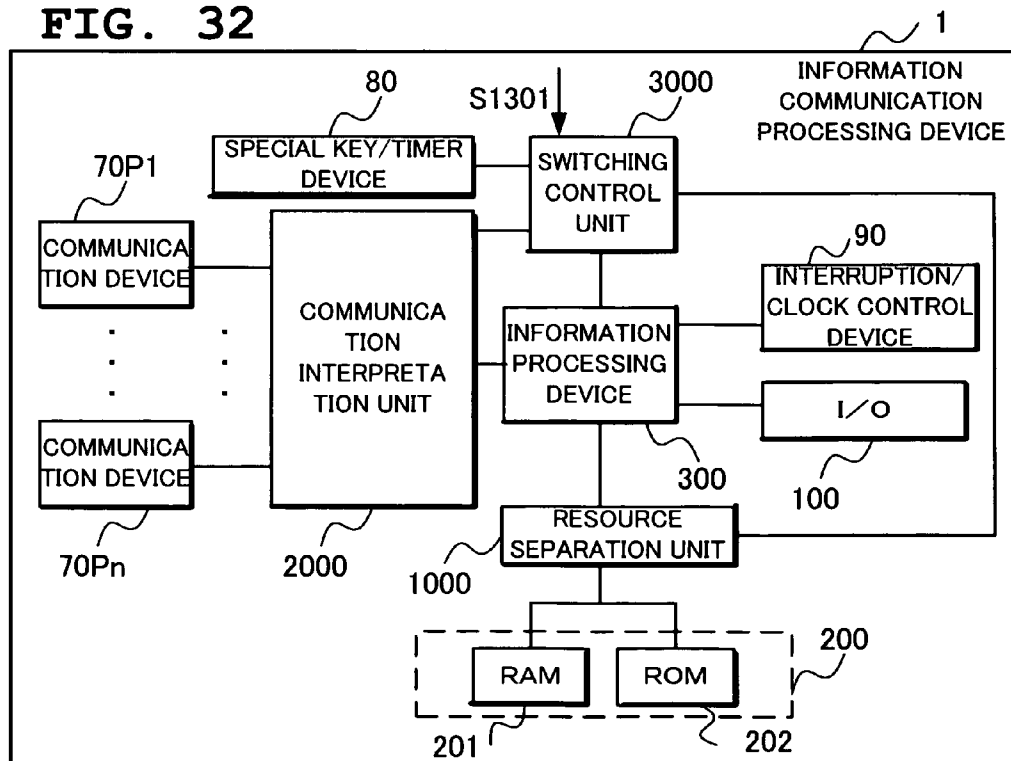 FIG. 32
1
INFORMATION
COMMUNICATION
PROCESSING DEVICE
80
S1301
3000
SPECIAL KEY/TIMER
DEVICE
SWITCHING
CONTROL
UNIT
70P1
COMMUNICA
TION DEVICE
90
INTERRUPTION/
CLOCK CONTROL
DEVICE
COMMUNICA
TION
INTERPRETA
TION UNIT
INFORMATION
PROCESSING
DEVICE
I/O
COMMUNICA
TION DEVICE
300
100
70Pn
2000
1000
RESOURCE
SEPARATION UNIT
200
RAM
ROM
201
202